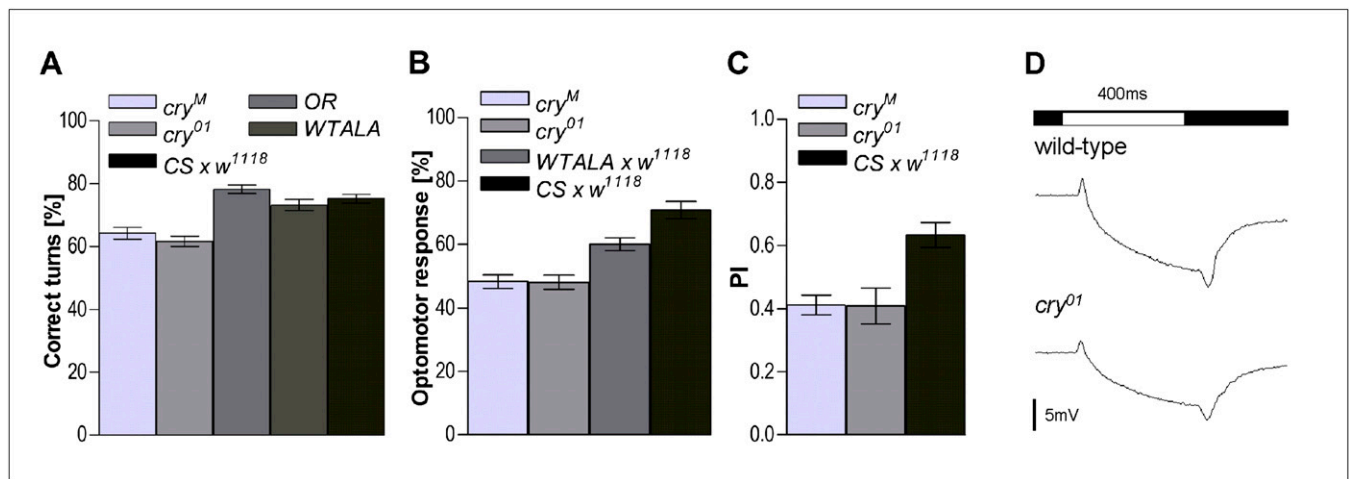 A
cry^M
OR
cry^01
WTALA
CS x w^1118
100
80
60
40
20
0
Correct turns [%]
B
cry^M
cry^01
WTALA x w^1118
CS x w^1118
100
80
60
40
20
0
Optomotor response [%]
C
cry^M
cry^01
CS x w^1118
1.0
0.8
0.6
0.4
0.2
0.0
PI
D
400ms
wild-type
cry^01
5mV